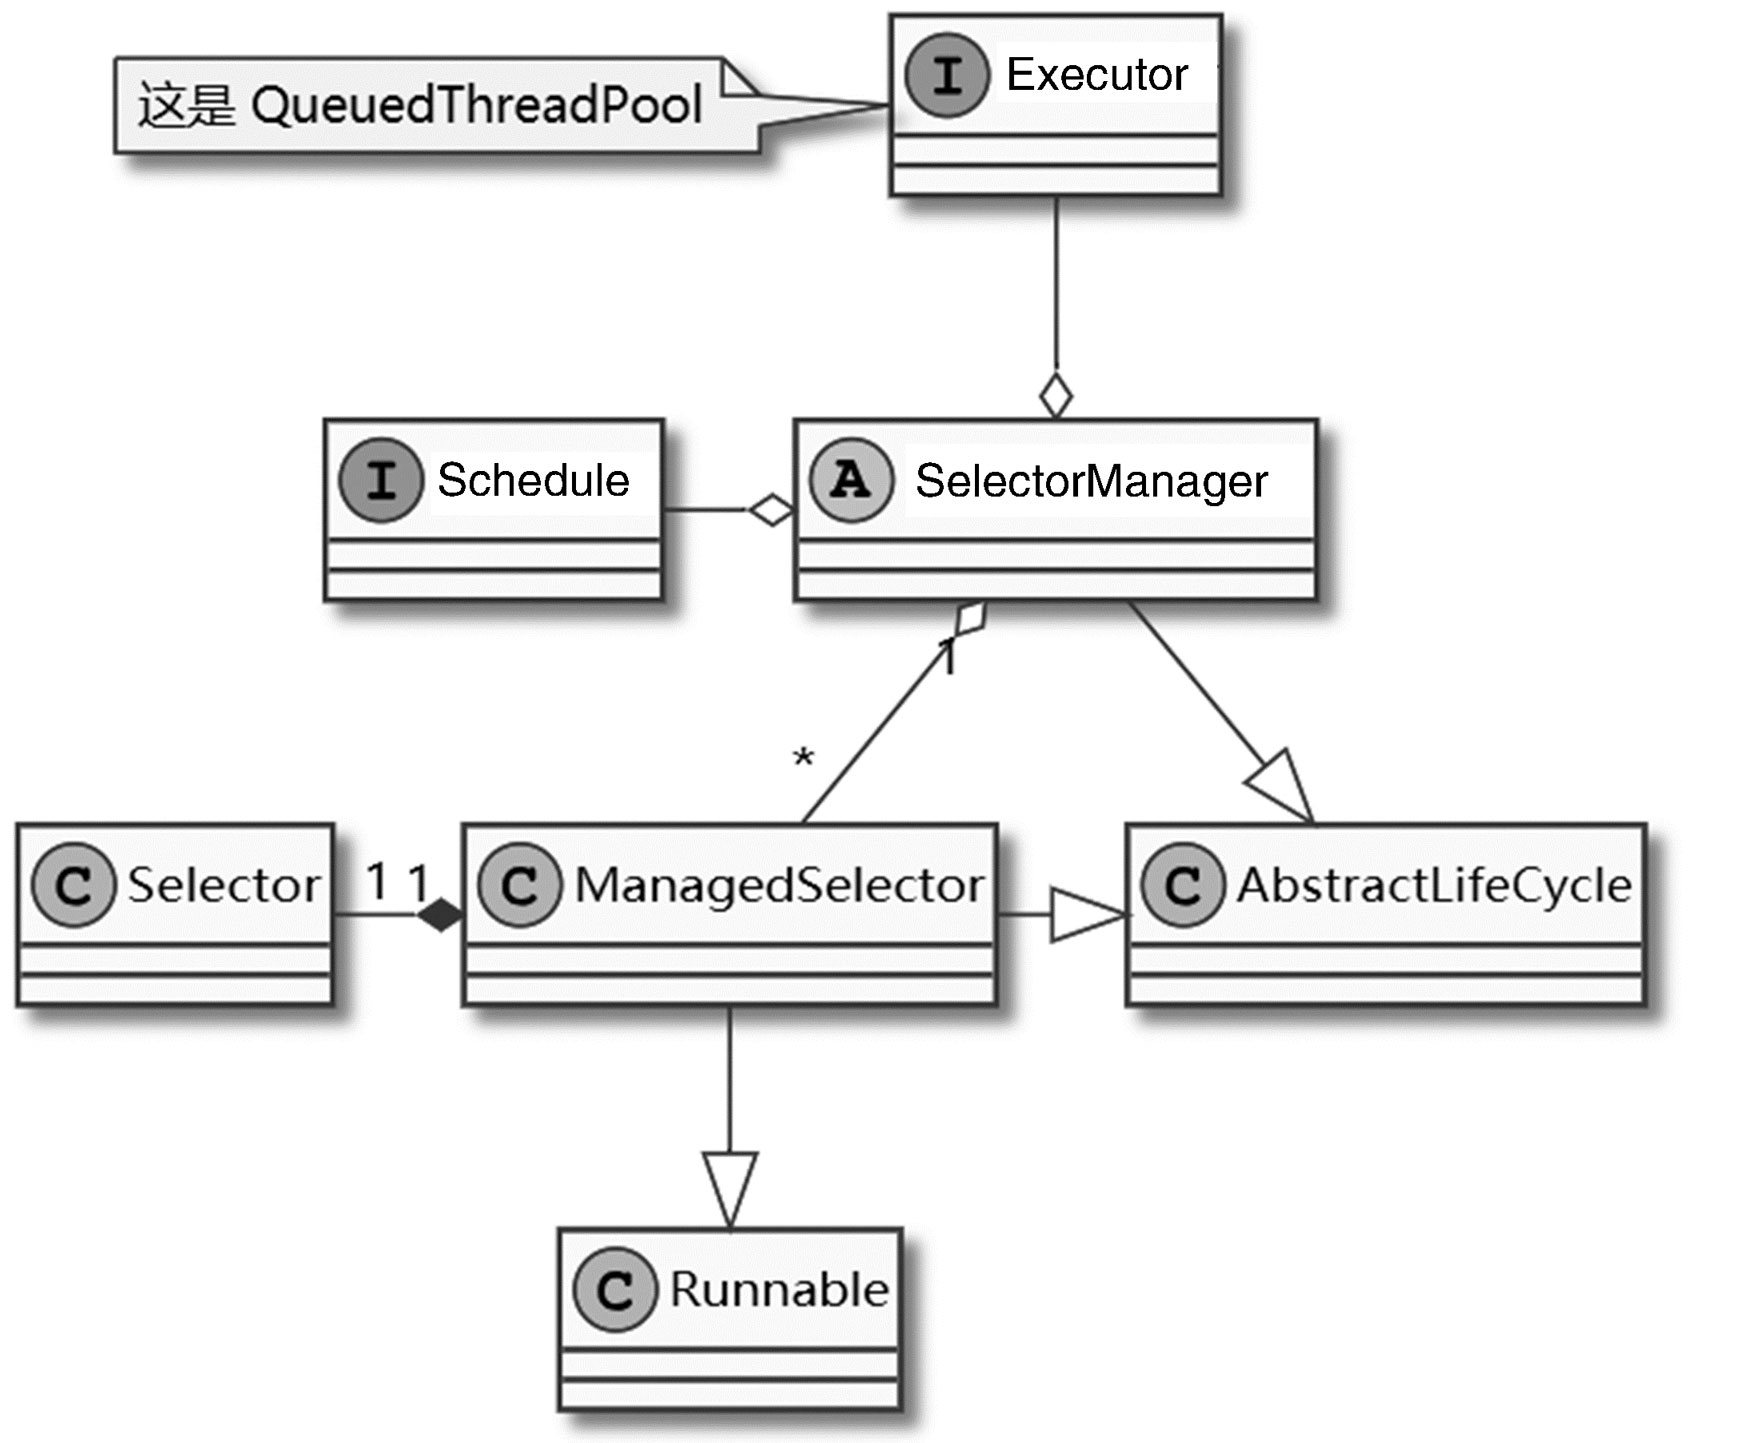 I Executor
这是 QueuedThreadPool
I Schedule
A SelectorManager
1
*
C Selector
1 1
C ManagedSelector
C AbstractLifeCycle
C Runnable